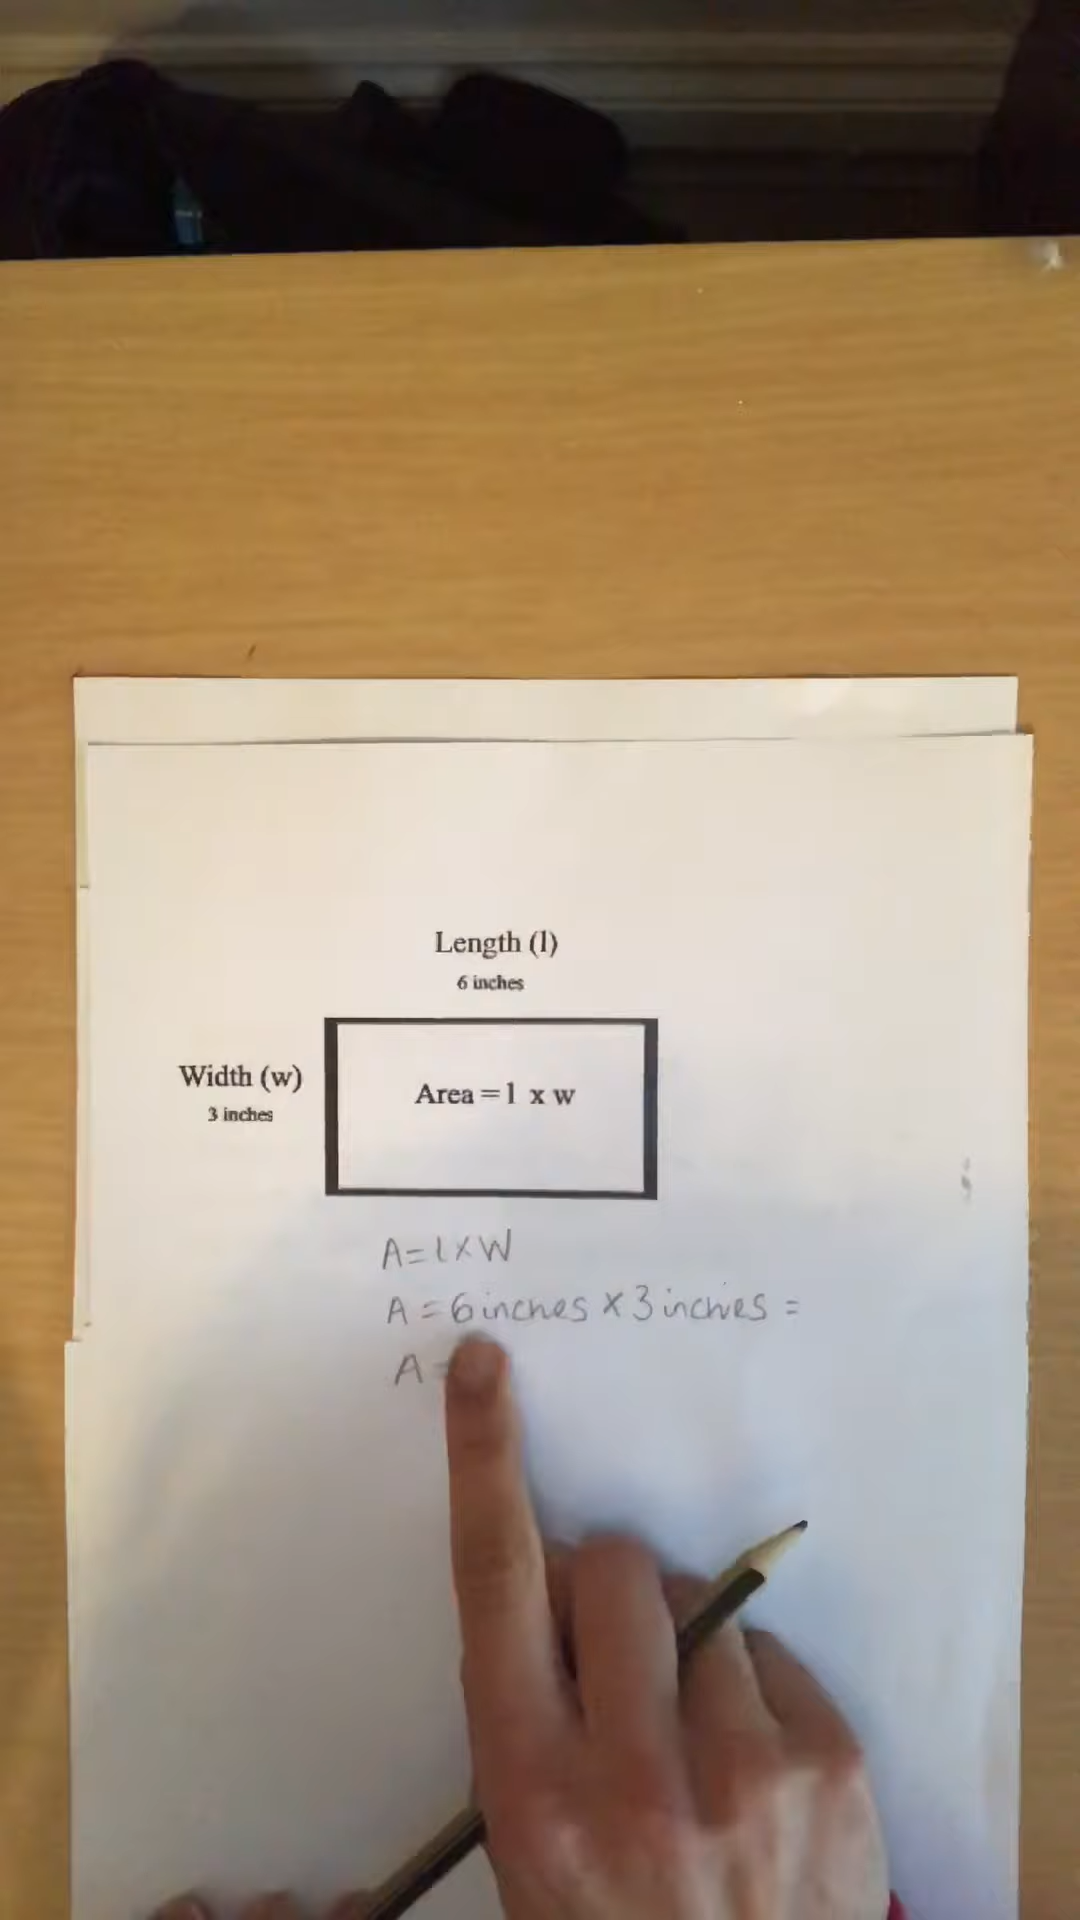 Length (l)
6 inches
Width (w)
3 inches
Area = l x w
A = l x W
A = 6 inches x 3 inches =
A =